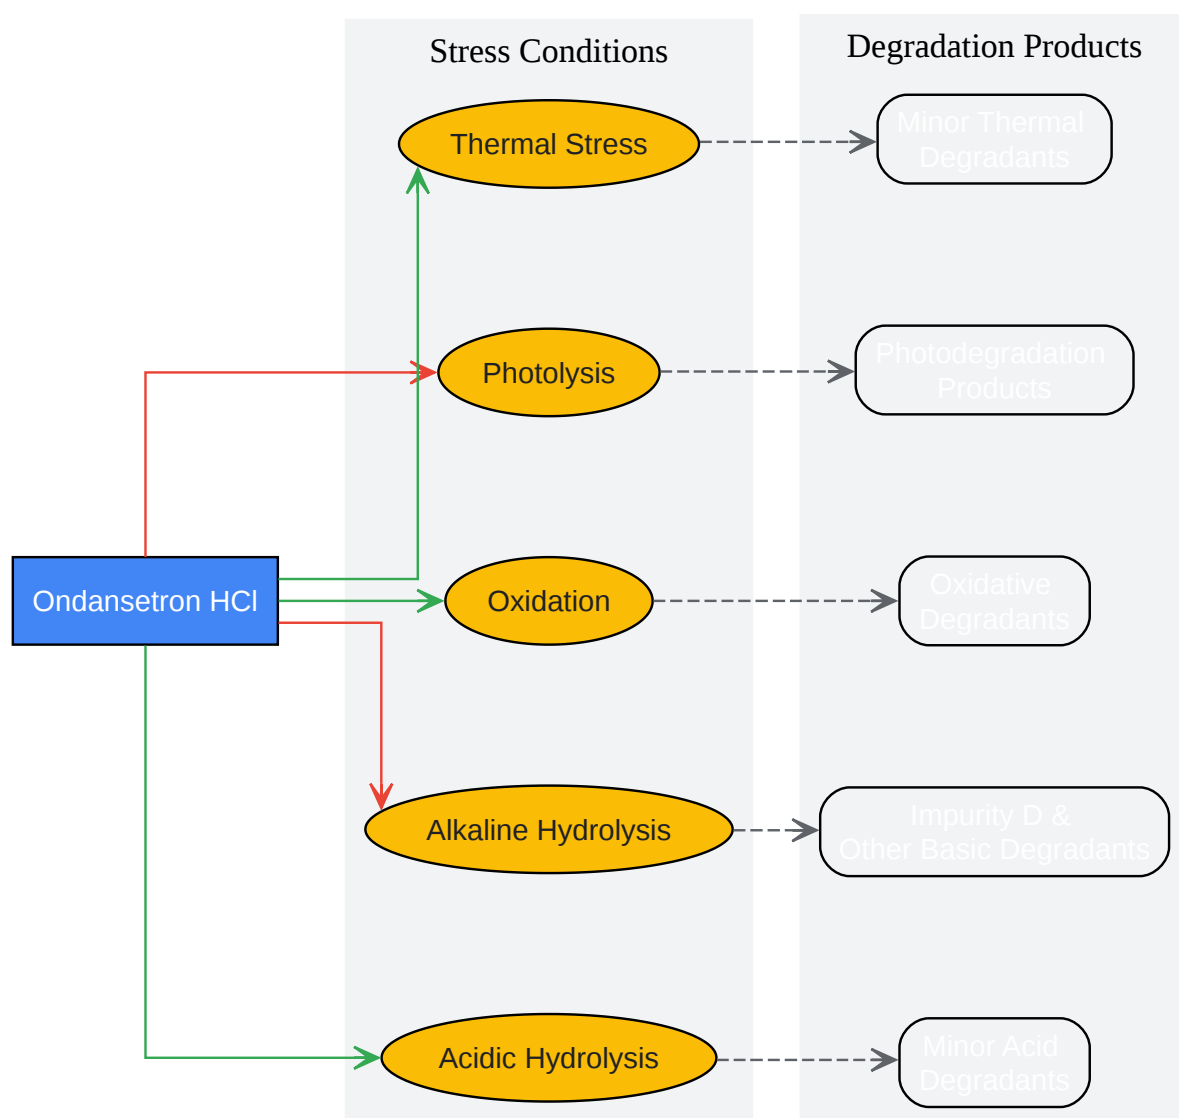 Stress Conditions
Degradation Products
Thermal Stress
Minor Thermal
Degradants
Photolysis
Photodegradation
Products
Ondansetron HCl
Oxidation
Oxidative
Degradants
Alkaline Hydrolysis
Impurity D &
Other Basic Degradants
Acidic Hydrolysis
Minor Acid
Degradants